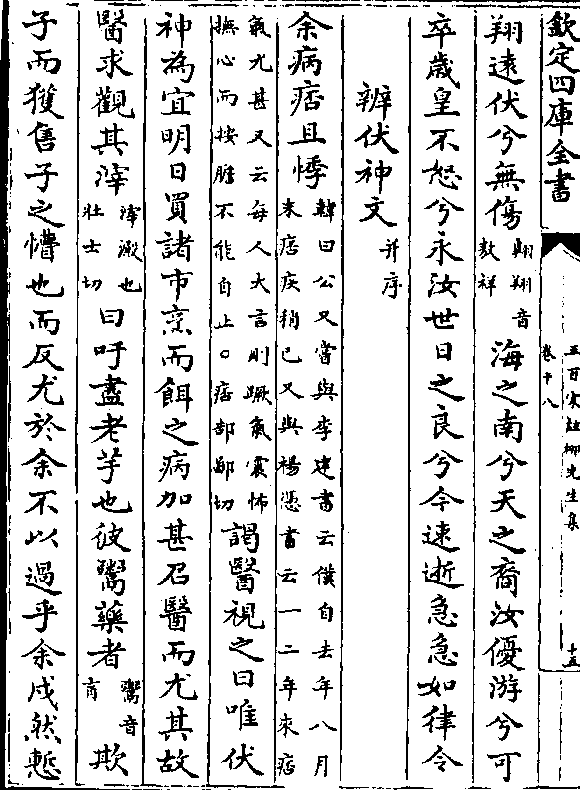 欽定四庫全書
五百家註柳先生集
卷十八
十五
翔遠伏兮無傷
翺翔音
敖祥
海之南兮天之裔汝優游兮可
卒歲皇不怒兮永汝世日之良兮今速逝急急如律令
辨伏神文
并序
余病痞且悸
韓曰公又嘗與李建書云僕自去年八月
來痞疾稍已又與楊憑書云一二年來痞
氣尤甚又云每人大言則蹶氣震怖
撫心而按膽不能自止○痞部鄙切
謁醫視之曰唯伏
神為宜明日買諸市烹而餌之病加甚召醫而尤其故
醫求觀其滓
滓澱也
壯士切
曰吁盡老芋也彼鬻藥者
鬻音
育
欺
子而獲售子之懵也而反尤於余不以過乎余戍然慙